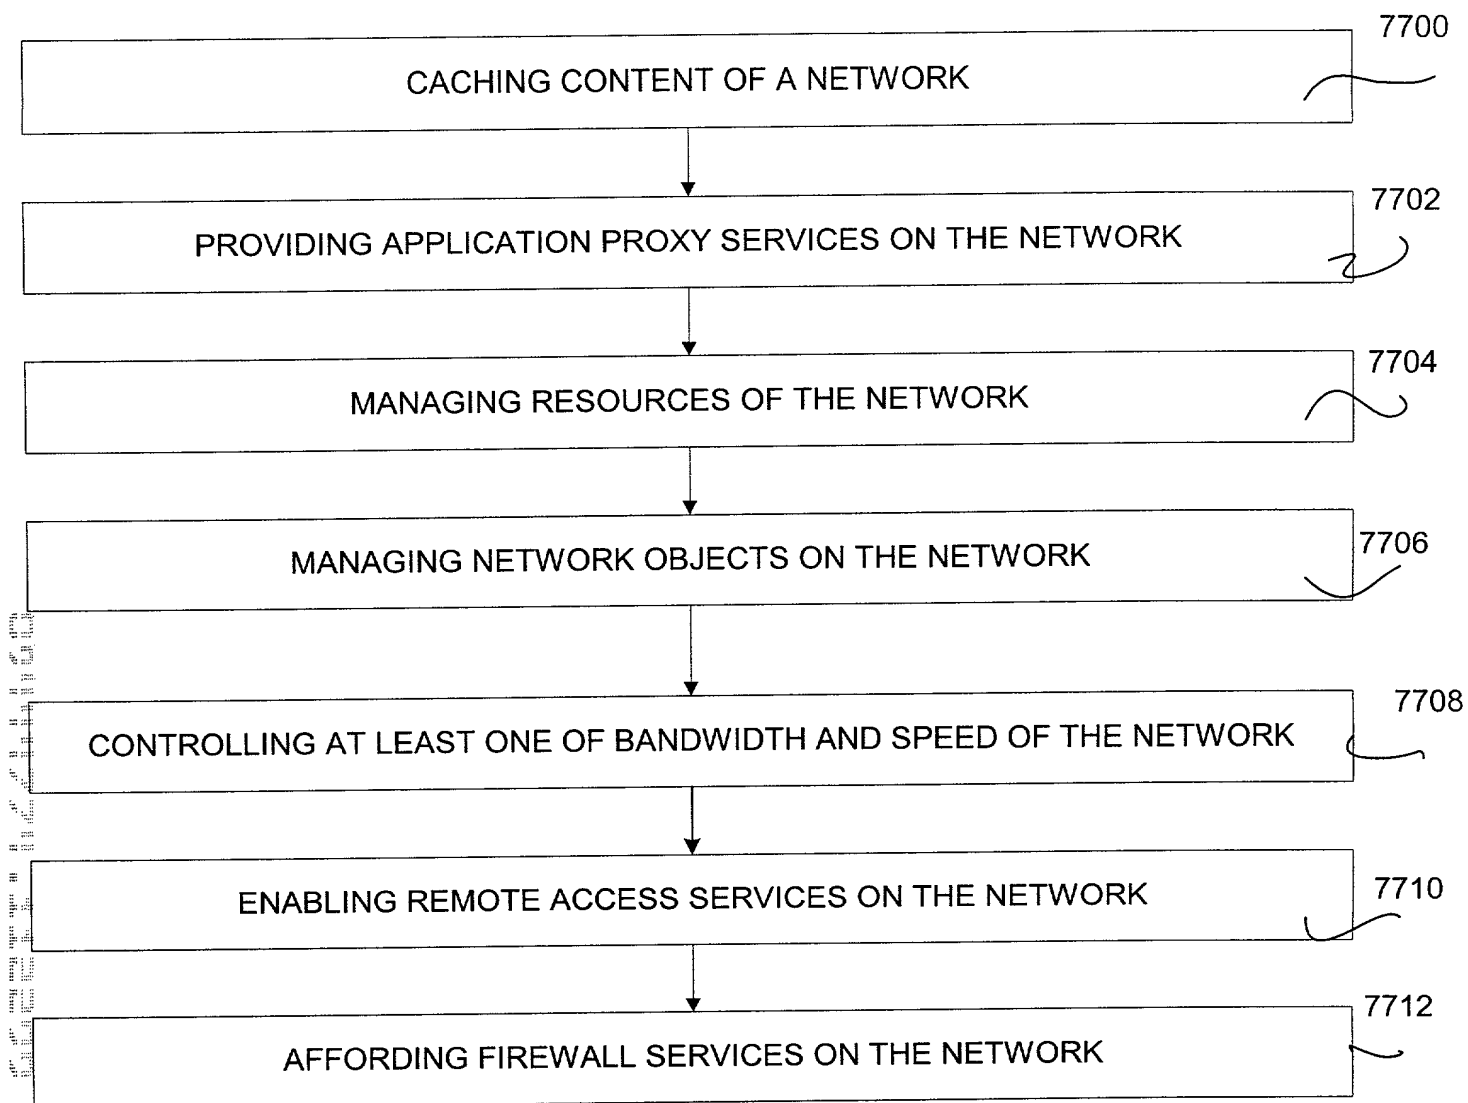 7700
CACHING CONTENT OF A NETWORK
7702
PROVIDING APPLICATION PROXY SERVICES ON THE NETWORK
7704
MANAGING RESOURCES OF THE NETWORK
7706
MANAGING NETWORK OBJECTS ON THE NETWORK
7708
CONTROLLING AT LEAST ONE OF BANDWIDTH AND SPEED OF THE NETWORK
7710
ENABLING REMOTE ACCESS SERVICES ON THE NETWORK
7712
AFFORDING FIREWALL SERVICES ON THE NETWORK